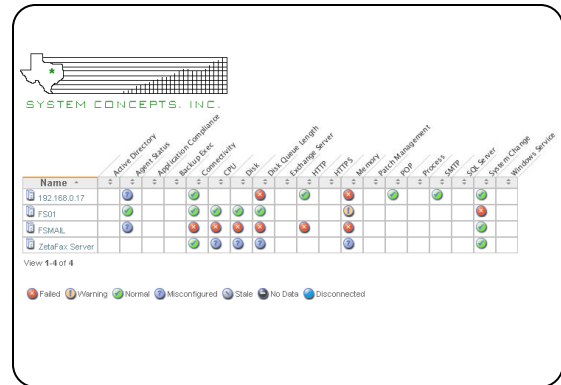 SYSTEM CONCEPTS, INC.
Active Directory
Agent Status
Application Compliance
Backup Exec
Connectivity
CPU
Disk
Disk Queue Length
Exchange Server
HTTP
HTTPS
Memory
Patch Management
POP
Process
SMTP
SQL Server
System Change
Windows Service
Name
192.168.0.17
FS01
FSMAIL
ZetaFax Server
View 1-4 of 4
Failed Warning Normal Misconfigured Stale No Data Disconnected